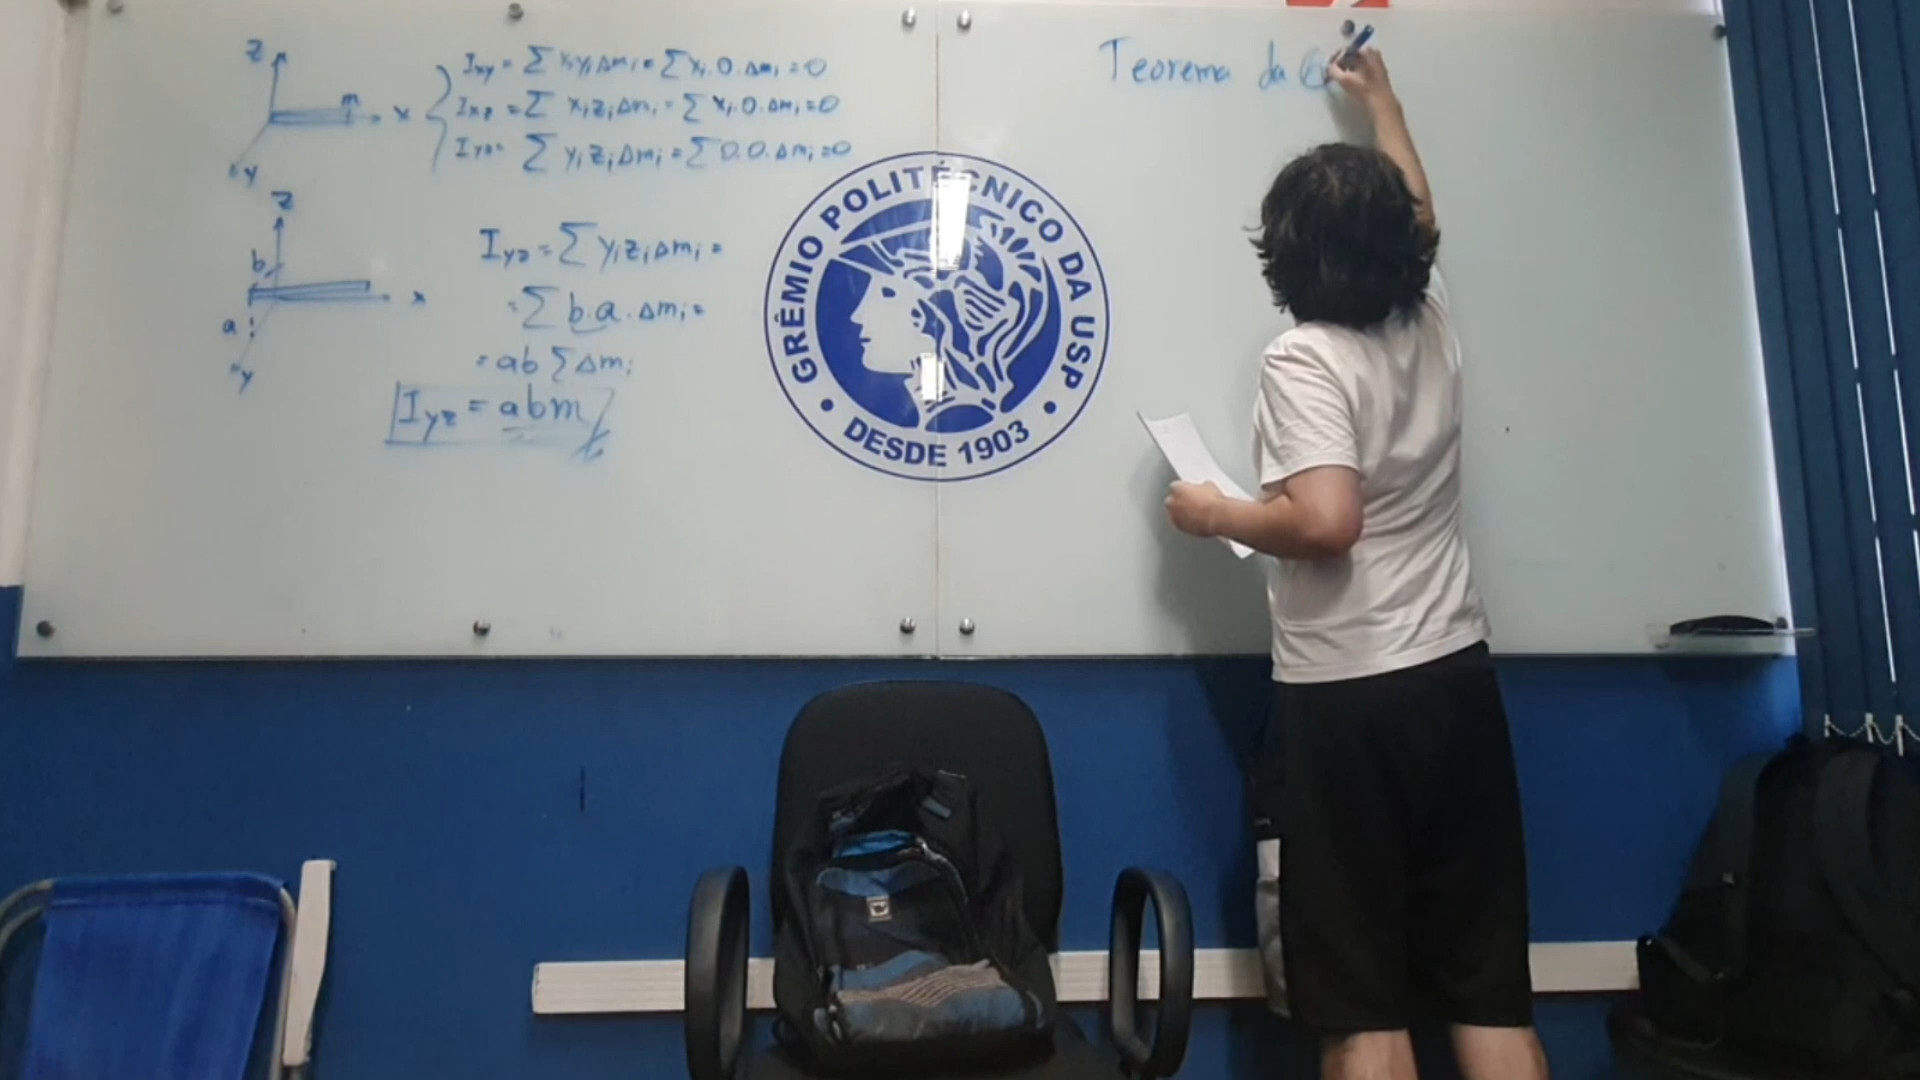 z
m
x
y
Ixy = Σ xiyiΔmi = Σ xi.0.Δmi = 0
Ixz = Σ xiziΔmi = Σ xi.0.Δmi = 0
Iyz = Σ yiziΔmi = Σ 0.0.Δmi = 0
z
b
x
a
y
Iyz = Σ yiziΔmi =
= Σ b.a.Δmi =
= ab Σ Δmi
Iyz = abm
GRÊMIO POLITÉCNICO DA USP
• DESDE 1903 •
Teorema da